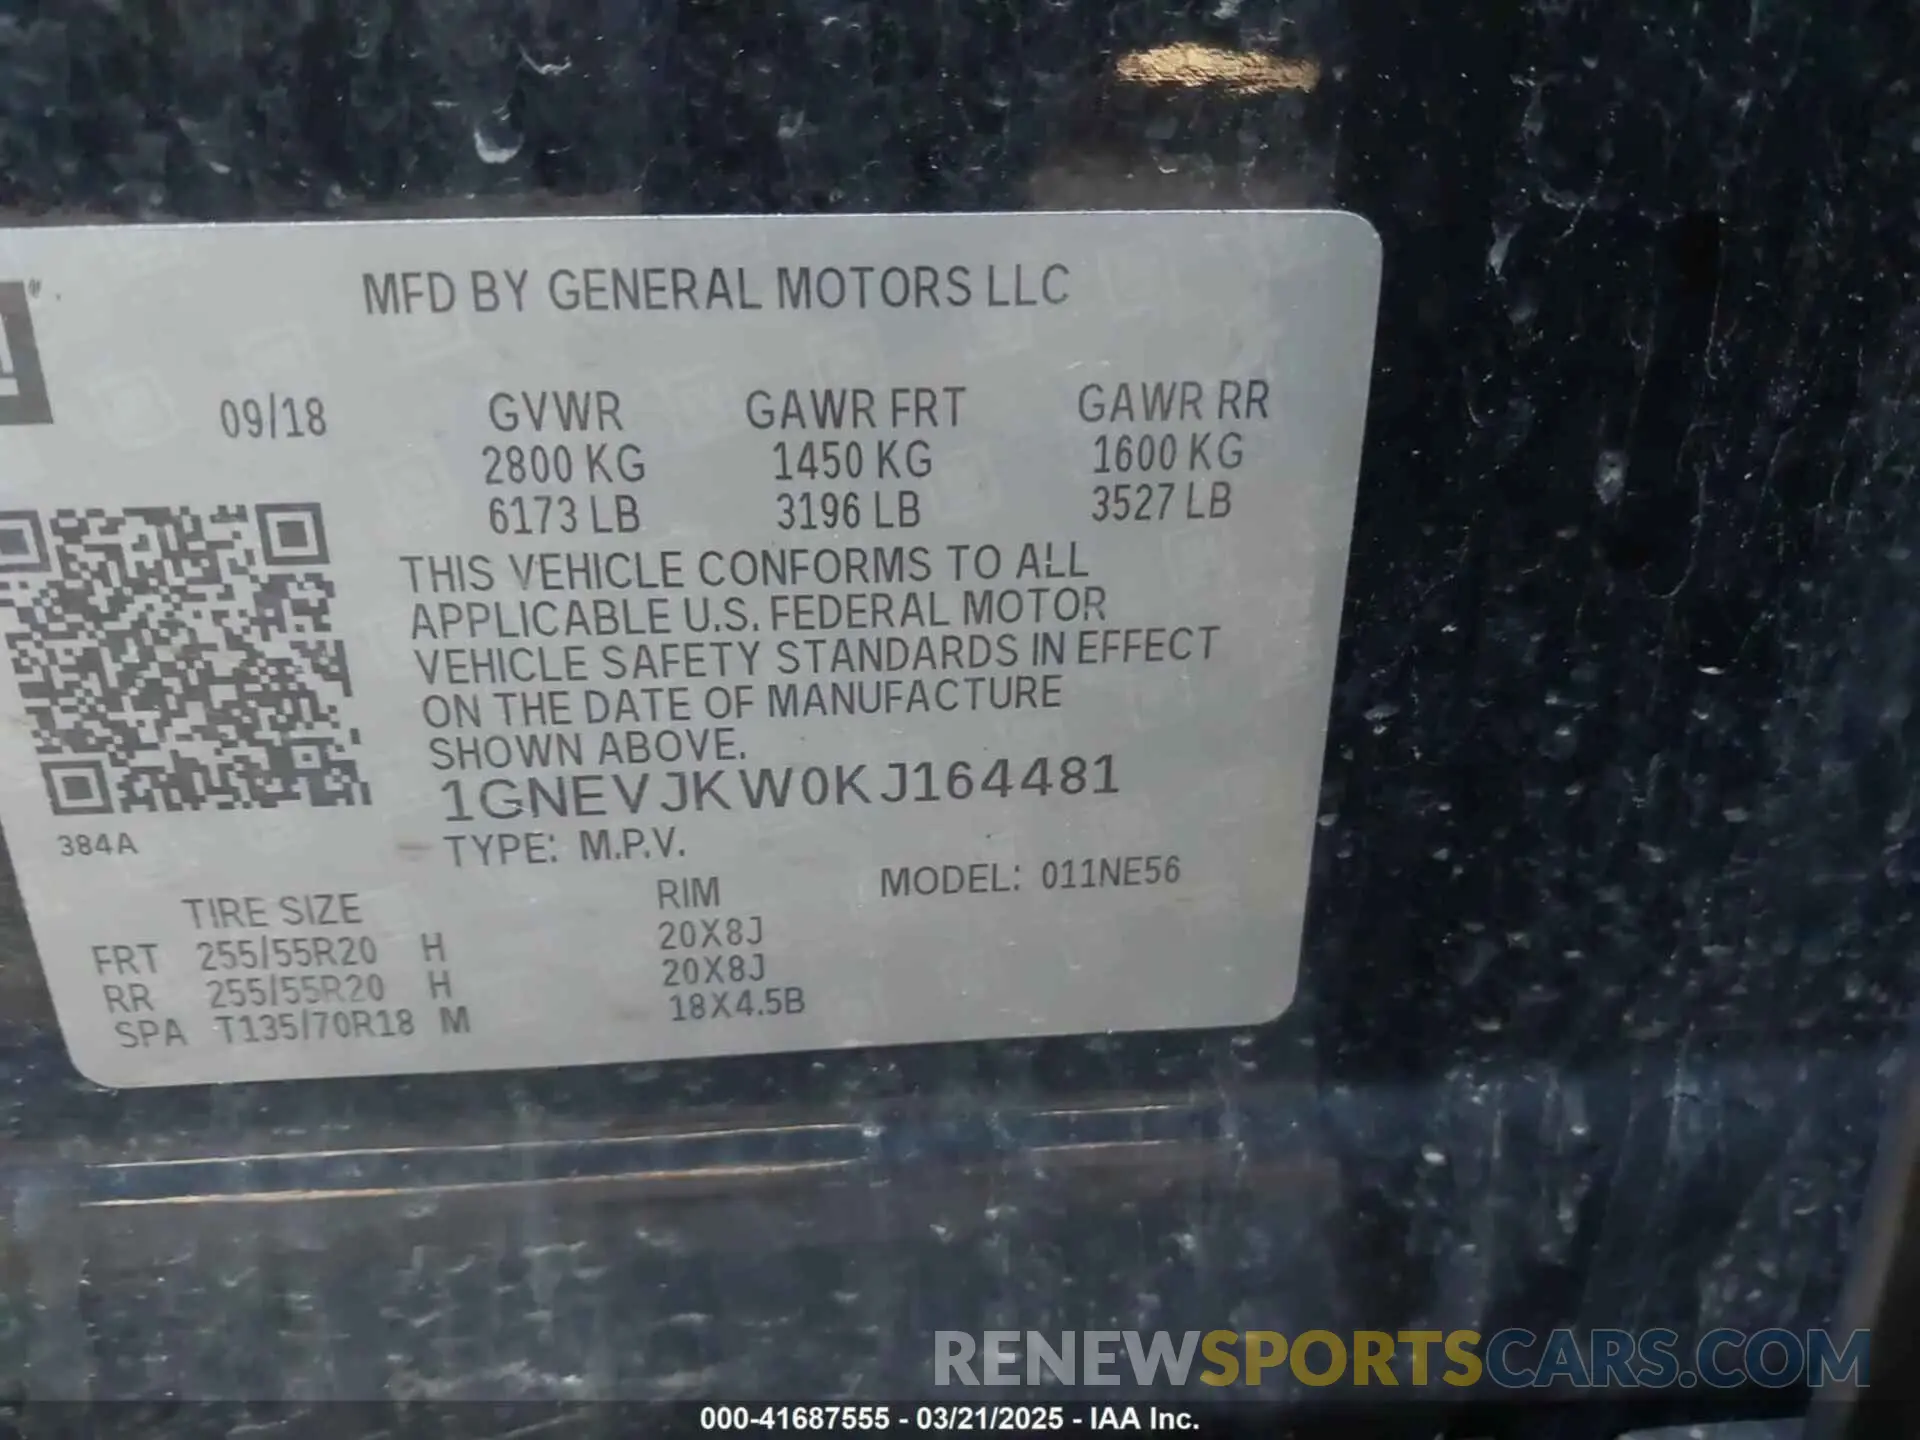 MFD BY GENERAL MOTORS LLC
09/18 GVWR GAWR FRT GAWR RR
2800 KG 1450 KG 1600 KG
6173 LB 3196 LB 3527 LB
THIS VEHICLE CONFORMS TO ALL
APPLICABLE U.S. FEDERAL MOTOR
VEHICLE SAFETY STANDARDS IN EFFECT
ON THE DATE OF MANUFACTURE
SHOWN ABOVE.
1GNEVJKW0KJ164481
384A
TYPE: M.P.V.
MODEL: 011NE56
TIRE SIZE RIM
FRT 255/55R20 H 20X8J
RR 255/55R20 H 20X8J
SPA T135/70R18 M 18X4.5B
RENEWSPORTSCARS.COM
000-41687555 - 03/21/2025 - IAA Inc.